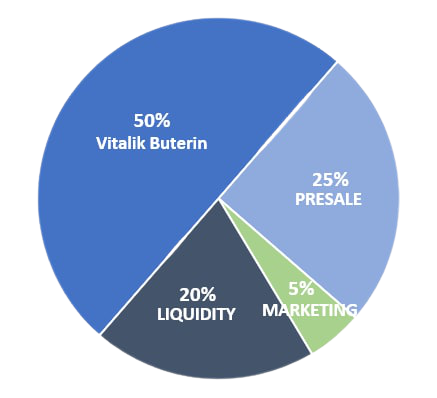 50%
Vitalik Buterin
25%
PRESALE
5%
MARKETING
20%
LIQUIDITY